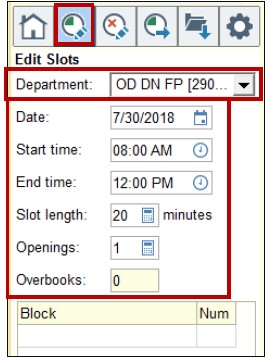 Edit Slots
Department: OD DN FP [290...
Date: 7/30/2018
Start time: 08:00 AM
End time: 12:00 PM
Slot length: 20 minutes
Openings: 1
Overbooks: 0
Block Num